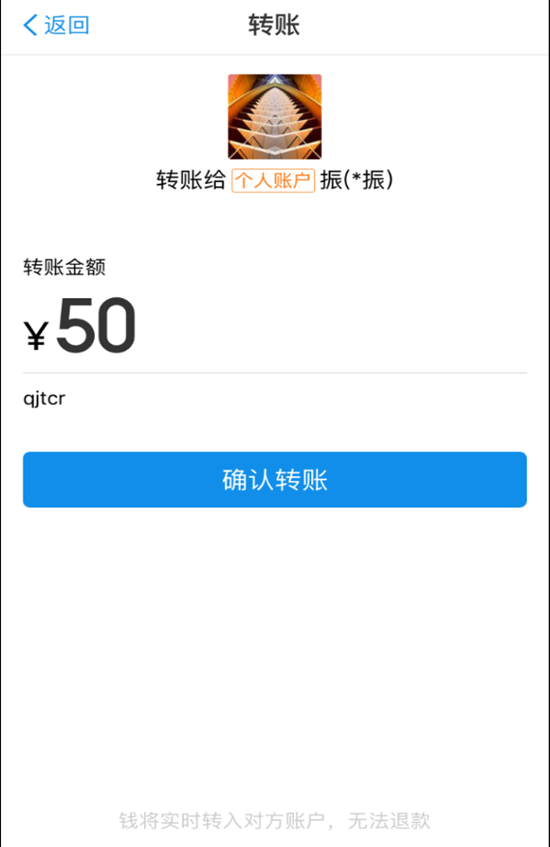 返回
转账
转账给 个人账户 振(*振)
转账金额
¥50
qjtcr
确认转账
钱将实时转入对方账户，无法退款